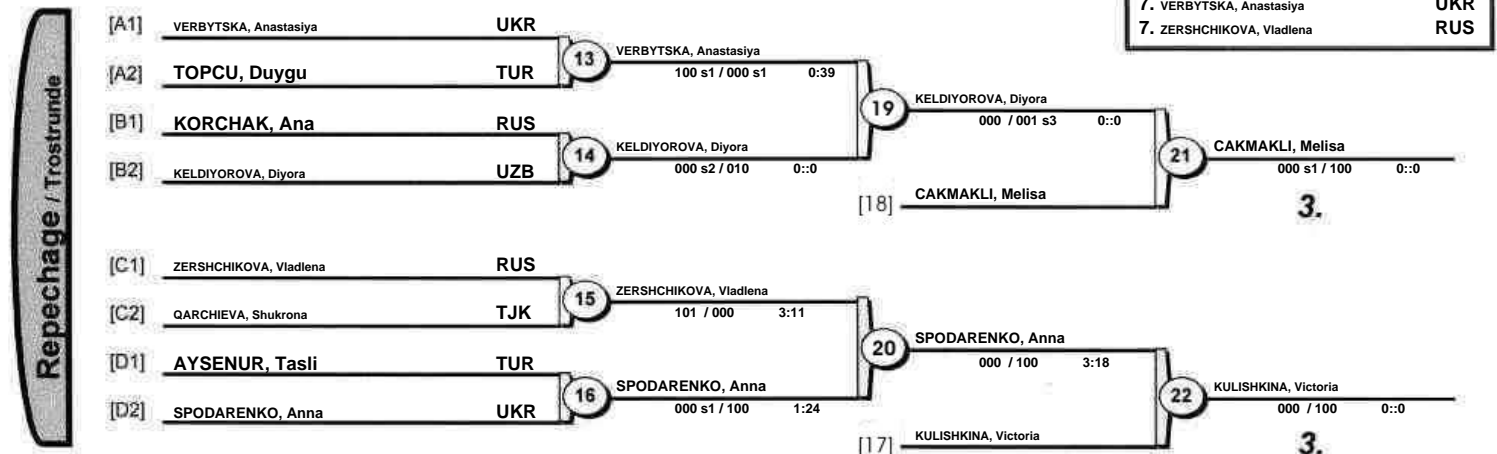 7. VERBYTSKA, Anastasiya UKR
7. ZERSHCHIKOVA, Vladlena RUS
Repechage / Trostrunde
[A1] VERBYTSKA, Anastasiya UKR
[A2] TOPCU, Duygu TUR
13 VERBYTSKA, Anastasiya
100 s1 / 000 s1 0:39
[B1] KORCHAK, Ana RUS
[B2] KELDIYOROVA, Diyora UZB
14 KELDIYOROVA, Diyora
000 s2 / 010 0::0
19 KELDIYOROVA, Diyora
000 / 001 s3 0::0
[18] CAKMAKLI, Melisa
21 CAKMAKLI, Melisa
000 s1 / 100 0::0
3.
[C1] ZERSHCHIKOVA, Vladlena RUS
[C2] QARCHIEVA, Shukrona TJK
15 ZERSHCHIKOVA, Vladlena
101 / 000 3:11
[D1] AYSENUR, Tasli TUR
[D2] SPODARENKO, Anna UKR
16 SPODARENKO, Anna
000 s1 / 100 1:24
20 SPODARENKO, Anna
000 / 100 3:18
[17] KULISHKINA, Victoria
22 KULISHKINA, Victoria
000 / 100 0::0
3.